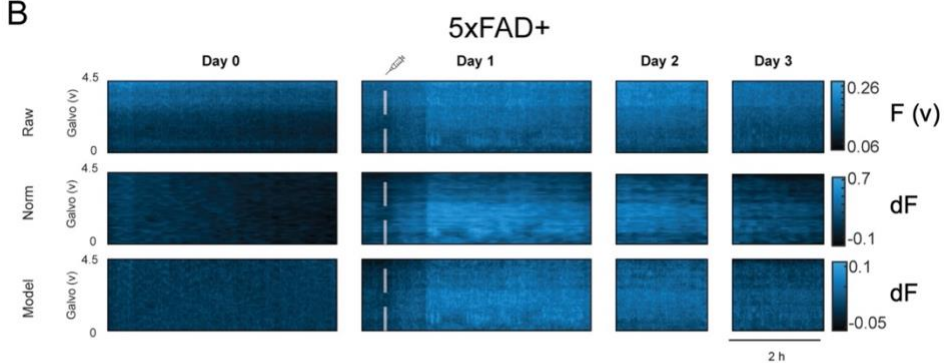 B
5xFAD+
Day 0
Day 1
Day 2
Day 3
Raw
Galvo (v)
4.5
0
0.26
0.06
F (v)
Norm
Galvo (v)
4.5
0
0.7
-0.1
dF
Model
Galvo (v)
4.5
0
0.1
-0.05
dF
2 h